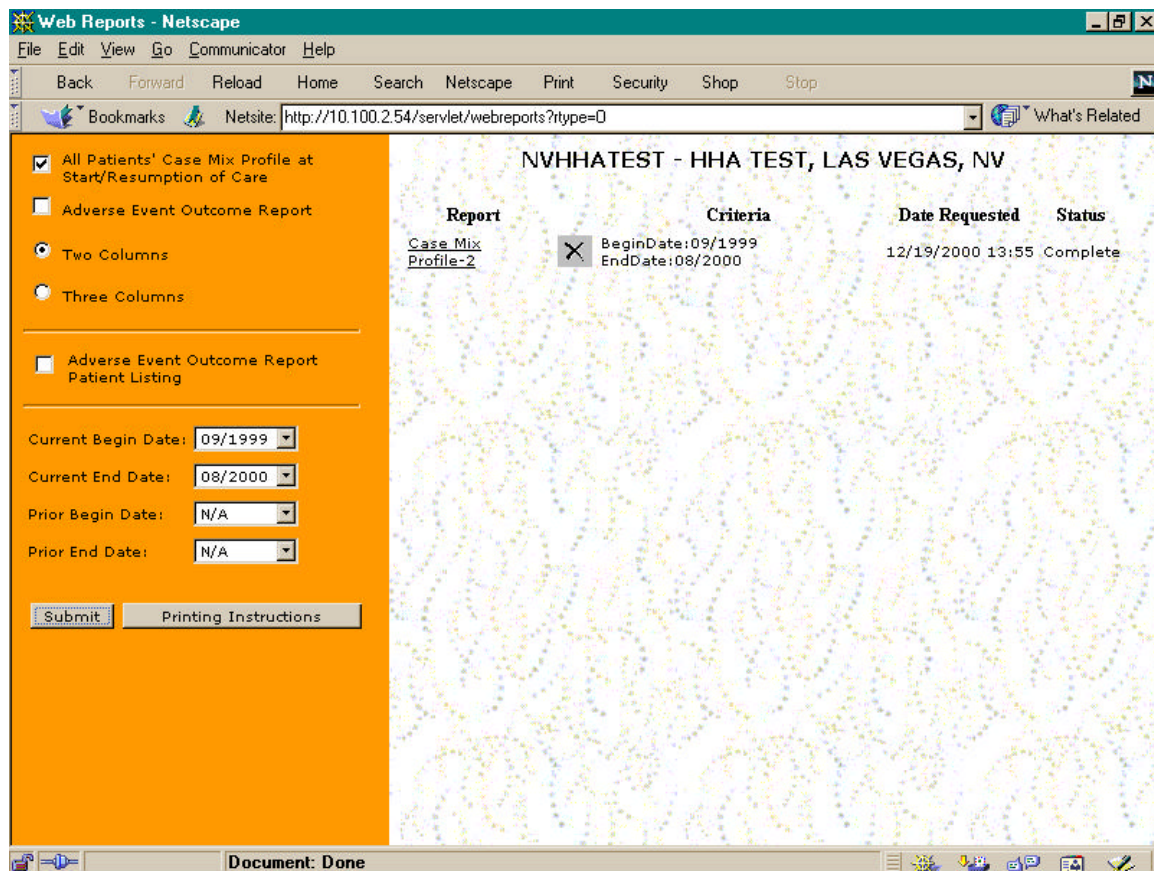 Web Reports - Netscape
File Edit View Go Communicator Help
Back Forward Reload Home Search Netscape Print Security Shop Stop
N
Bookmarks Netsite: http://10.100.2.54/servlet/webreports?rtype=0 What's Related
All Patients' Case Mix Profile at
Start/Resumption of Care
Adverse Event Outcome Report
Two Columns
Three Columns
Adverse Event Outcome Report
Patient Listing
Current Begin Date: 09/1999
Current End Date: 08/2000
Prior Begin Date: N/A
Prior End Date: N/A
Submit Printing Instructions
NVHHATEST - HHA TEST, LAS VEGAS, NV
Report Criteria Date Requested Status
Case Mix
Profile-2
BeginDate:09/1999
EndDate:08/2000
12/19/2000 13:55 Complete
Document: Done